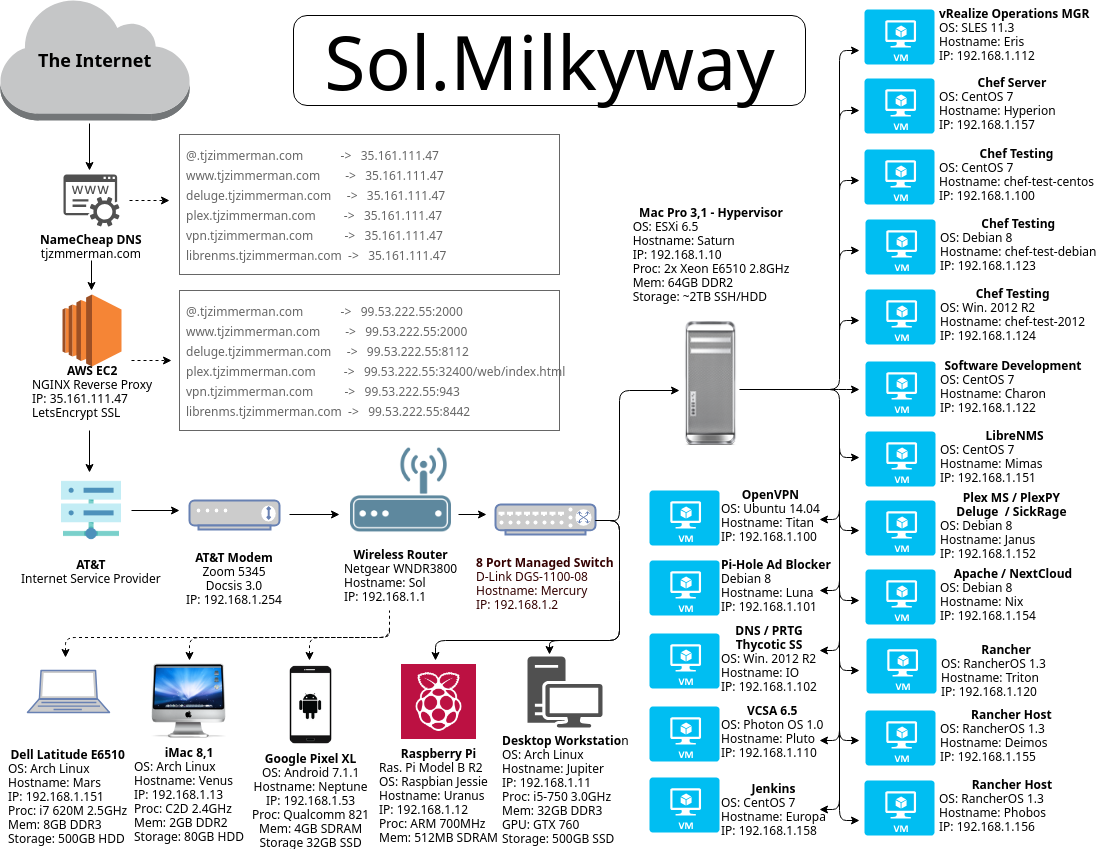 The Internet
Sol.Milkyway
WWW
NameCheap DNS
tjzmmerman.com
@.tjzimmerman.com -> 35.161.111.47
www.tjzimmerman.com -> 35.161.111.47
deluge.tjzimmerman.com -> 35.161.111.47
plex.tjzimmerman.com -> 35.161.111.47
vpn.tjzimmerman.com -> 35.161.111.47
librenms.tjzimmerman.com -> 35.161.111.47
AWS EC2
NGINX Reverse Proxy
IP: 35.161.111.47
LetsEncrypt SSL
@.tjzimmerman.com -> 99.53.222.55:2000
www.tjzimmerman.com -> 99.53.222.55:2000
deluge.tjzimmerman.com -> 99.53.222.55:8112
plex.tjzimmerman.com -> 99.53.222.55:32400/web/index.html
vpn.tjzimmerman.com -> 99.53.222.55:943
librenms.tjzimmerman.com -> 99.53.222.55:8442
AT&T
Internet Service Provider
AT&T Modem
Zoom 5345
Docsis 3.0
IP: 192.168.1.254
Wireless Router
Netgear WNDR3800
Hostname: Sol
IP: 192.168.1.1
8 Port Managed Switch
D-Link DGS-1100-08
Hostname: Mercury
IP: 192.168.1.2
Mac Pro 3,1 - Hypervisor
OS: ESXi 6.5
Hostname: Saturn
IP: 192.168.1.10
Proc: 2x Xeon E6510 2.8GHz
Mem: 64GB DDR2
Storage: ~2TB SSH/HDD
Dell Latitude E6510
OS: Arch Linux
Hostname: Mars
IP: 192.168.1.151
Proc: i7 620M 2.5GHz
Mem: 8GB DDR3
Storage: 500GB HDD
iMac 8,1
OS: Arch Linux
Hostname: Venus
IP: 192.168.1.13
Proc: C2D 2.4GHz
Mem: 2GB DDR2
Storage: 80GB HDD
Google Pixel XL
OS: Android 7.1.1
Hostname: Neptune
IP: 192.168.1.53
Proc: Qualcomm 821
Mem: 4GB SDRAM
Storage 32GB SSD
Raspberry Pi
Ras. Pi Model B R2
OS: Raspbian Jessie
Hostname: Uranus
IP: 192.168.1.12
Proc: ARM 700MHz
Mem: 512MB SDRAM
Desktop Workstation
OS: Arch Linux
Hostname: Jupiter
IP: 192.168.1.11
Proc: i5-750 3.0GHz
Mem: 32GB DDR3
GPU: GTX 760
Storage: 500GB SSD
VM
OpenVPN
OS: Ubuntu 14.04
Hostname: Titan
IP: 192.168.1.100
VM
Pi-Hole Ad Blocker
Debian 8
Hostname: Luna
IP: 192.168.1.101
VM
DNS / PRTG
Thycotic SS
OS: Win. 2012 R2
Hostname: IO
IP: 192.168.1.102
VM
VCSA 6.5
OS: Photon OS 1.0
Hostname: Pluto
IP: 192.168.1.110
VM
Jenkins
OS: CentOS 7
Hostname: Europa
IP: 192.168.1.158
VM
vRealize Operations MGR
OS: SLES 11.3
Hostname: Eris
IP: 192.168.1.112
VM
Chef Server
OS: CentOS 7
Hostname: Hyperion
IP: 192.168.1.157
VM
Chef Testing
OS: CentOS 7
Hostname: chef-test-centos
IP: 192.168.1.100
VM
Chef Testing
OS: Debian 8
Hostname: chef-test-debian
IP: 192.168.1.123
VM
Chef Testing
OS: Win. 2012 R2
Hostname: chef-test-2012
IP: 192.168.1.124
VM
Software Development
OS: CentOS 7
Hostname: Charon
IP: 192.168.1.122
VM
LibreNMS
OS: CentOS 7
Hostname: Mimas
IP: 192.168.1.151
VM
Plex MS / PlexPY
Deluge / SickRage
OS: Debian 8
Hostname: Janus
IP: 192.168.1.152
VM
Apache / NextCloud
OS: Debian 8
Hostname: Nix
IP: 192.168.1.154
VM
Rancher
OS: RancherOS 1.3
Hostname: Triton
IP: 192.168.1.120
VM
Rancher Host
OS: RancherOS 1.3
Hostname: Deimos
IP: 192.168.1.155
VM
Rancher Host
OS: RancherOS 1.3
Hostname: Phobos
IP: 192.168.1.156